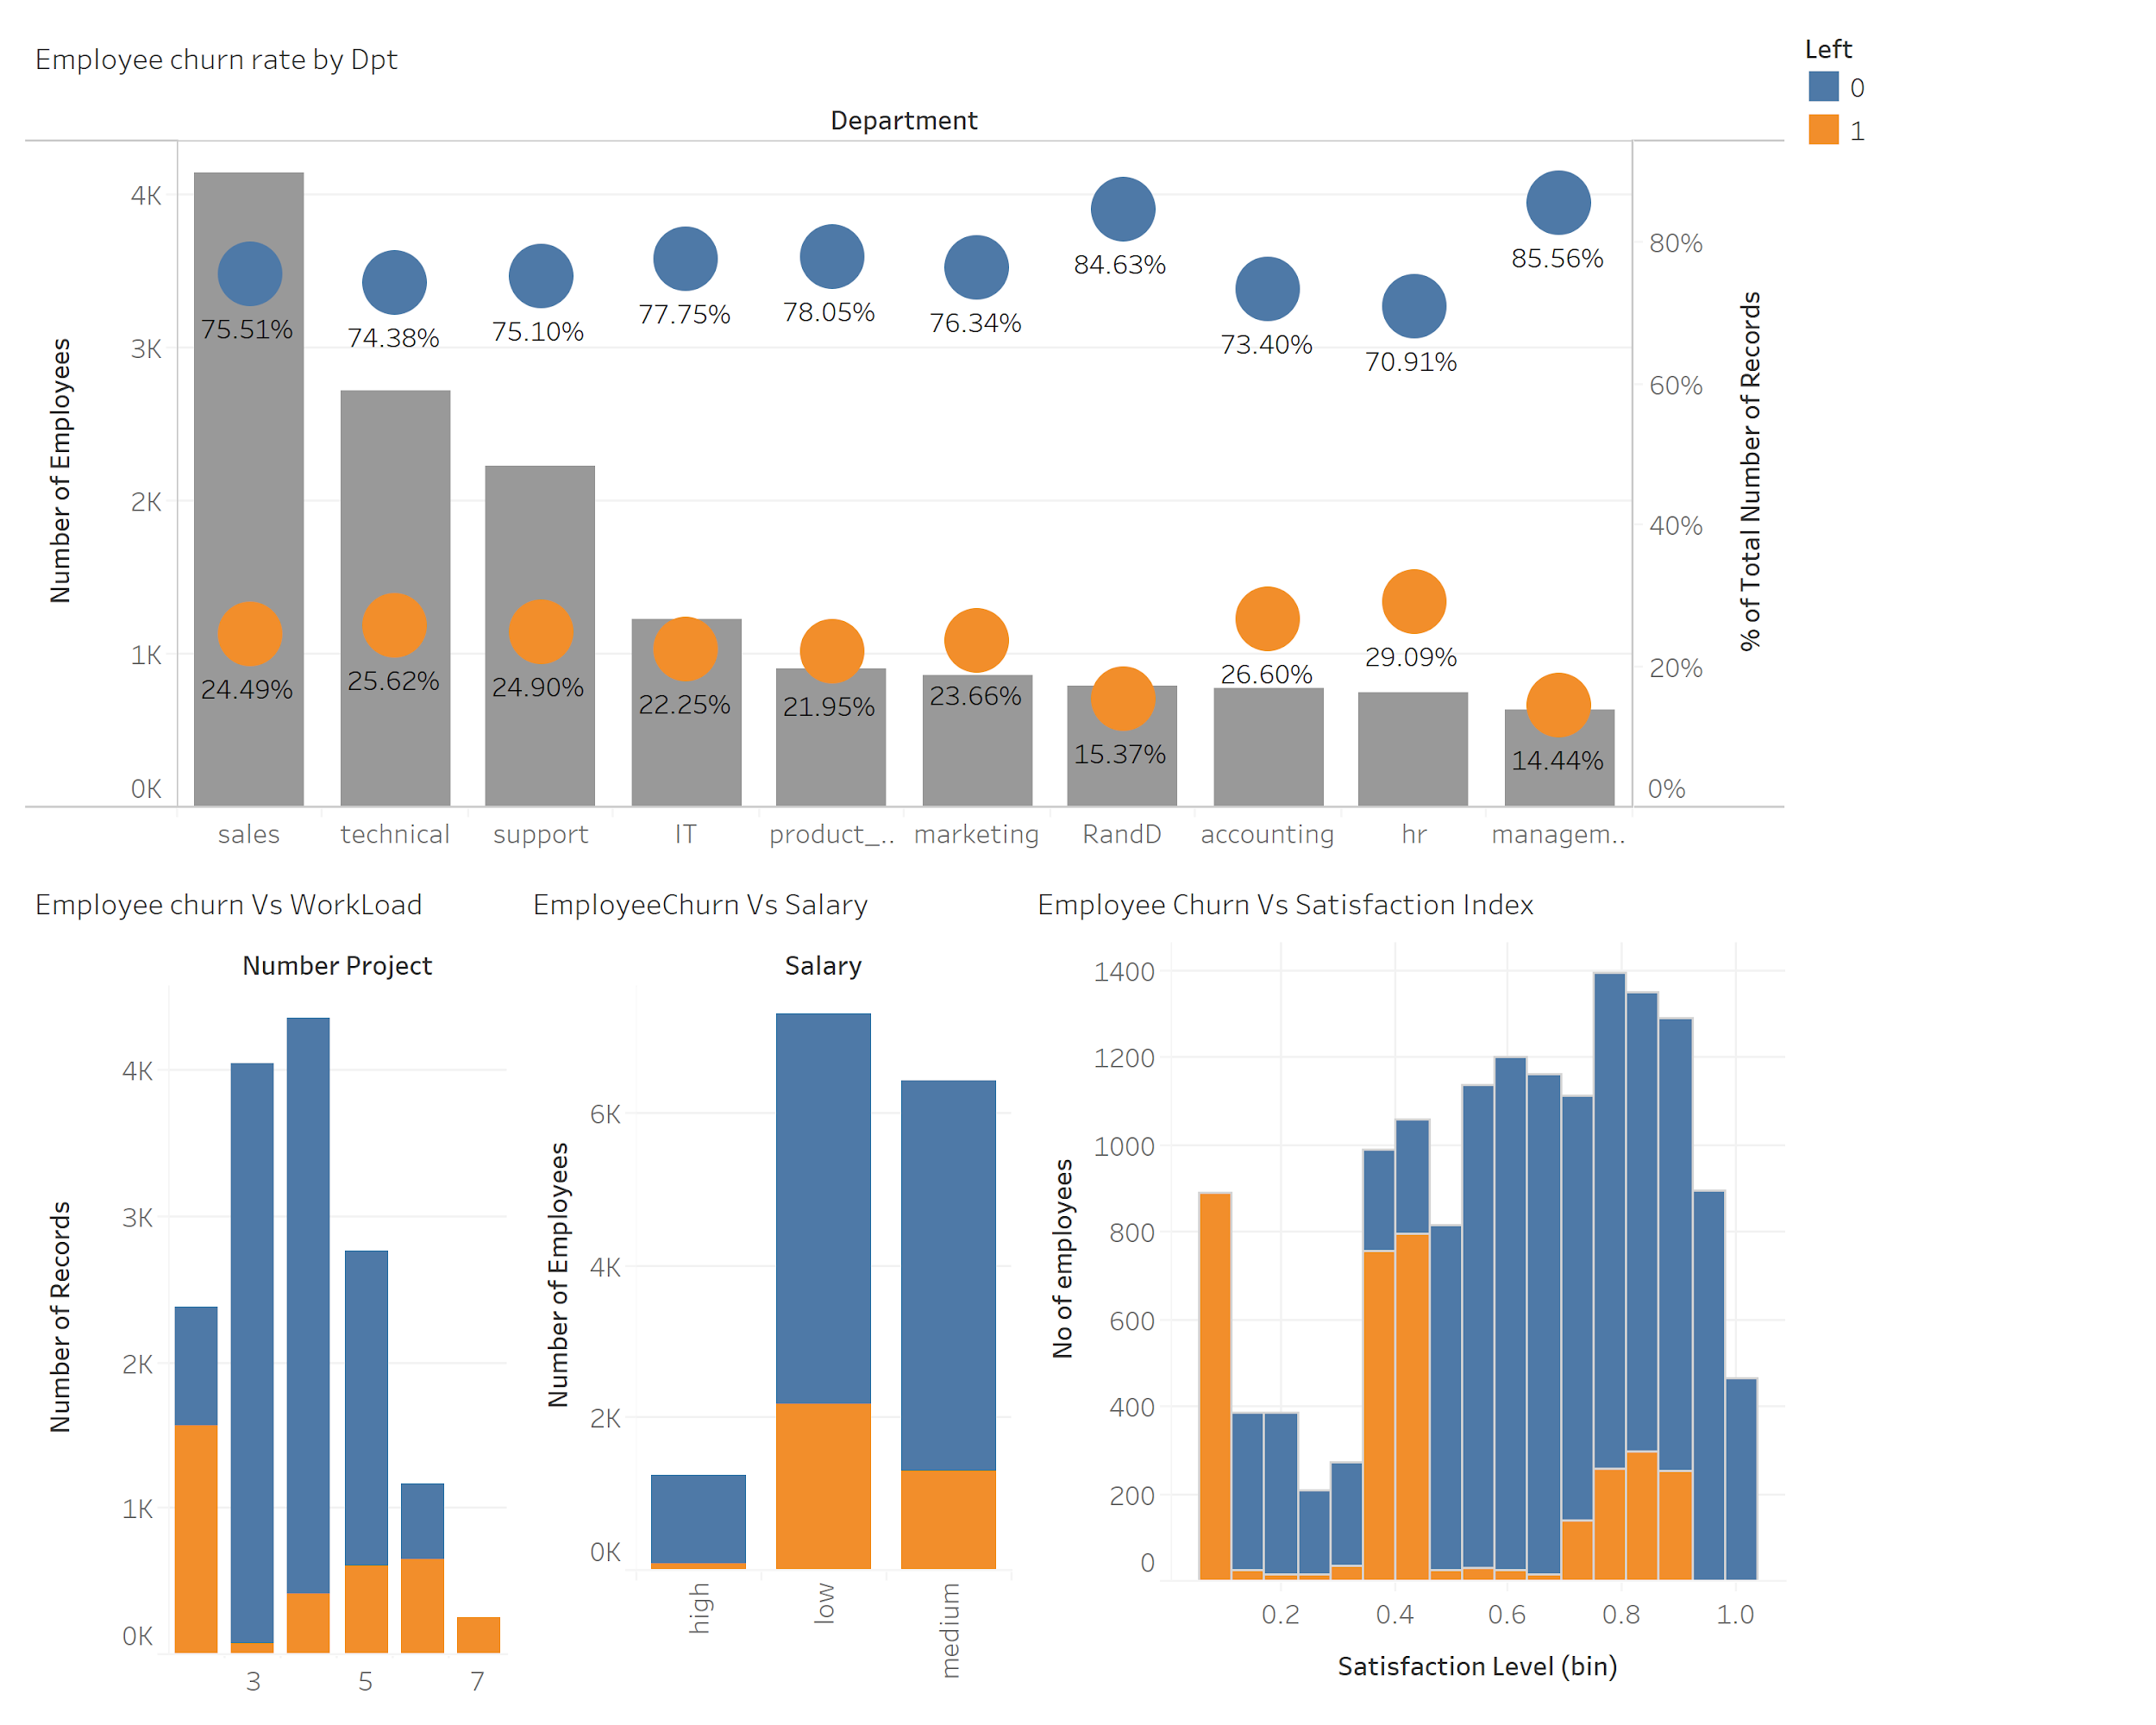 Employee churn rate by Dpt
Left
0
1
Department
Number of Employees
4K
3K
2K
1K
0K
75.51%
74.38%
75.10%
77.75%
78.05%
76.34%
84.63%
73.40%
70.91%
85.56%
24.49%
25.62%
24.90%
22.25%
21.95%
23.66%
15.37%
26.60%
29.09%
14.44%
80%
60%
40%
20%
0%
% of Total Number of Records
sales technical support IT product_.. marketing RandD accounting hr managem..
Employee churn Vs WorkLoad
Number Project
Number of Records
4K
3K
2K
1K
0K
3 5 7
EmployeeChurn Vs Salary
Salary
Number of Employees
6K
4K
2K
0K
high
low
medium
Employee Churn Vs Satisfaction Index
No of employees
1400
1200
1000
800
600
400
200
0
0.2 0.4 0.6 0.8 1.0
Satisfaction Level (bin)